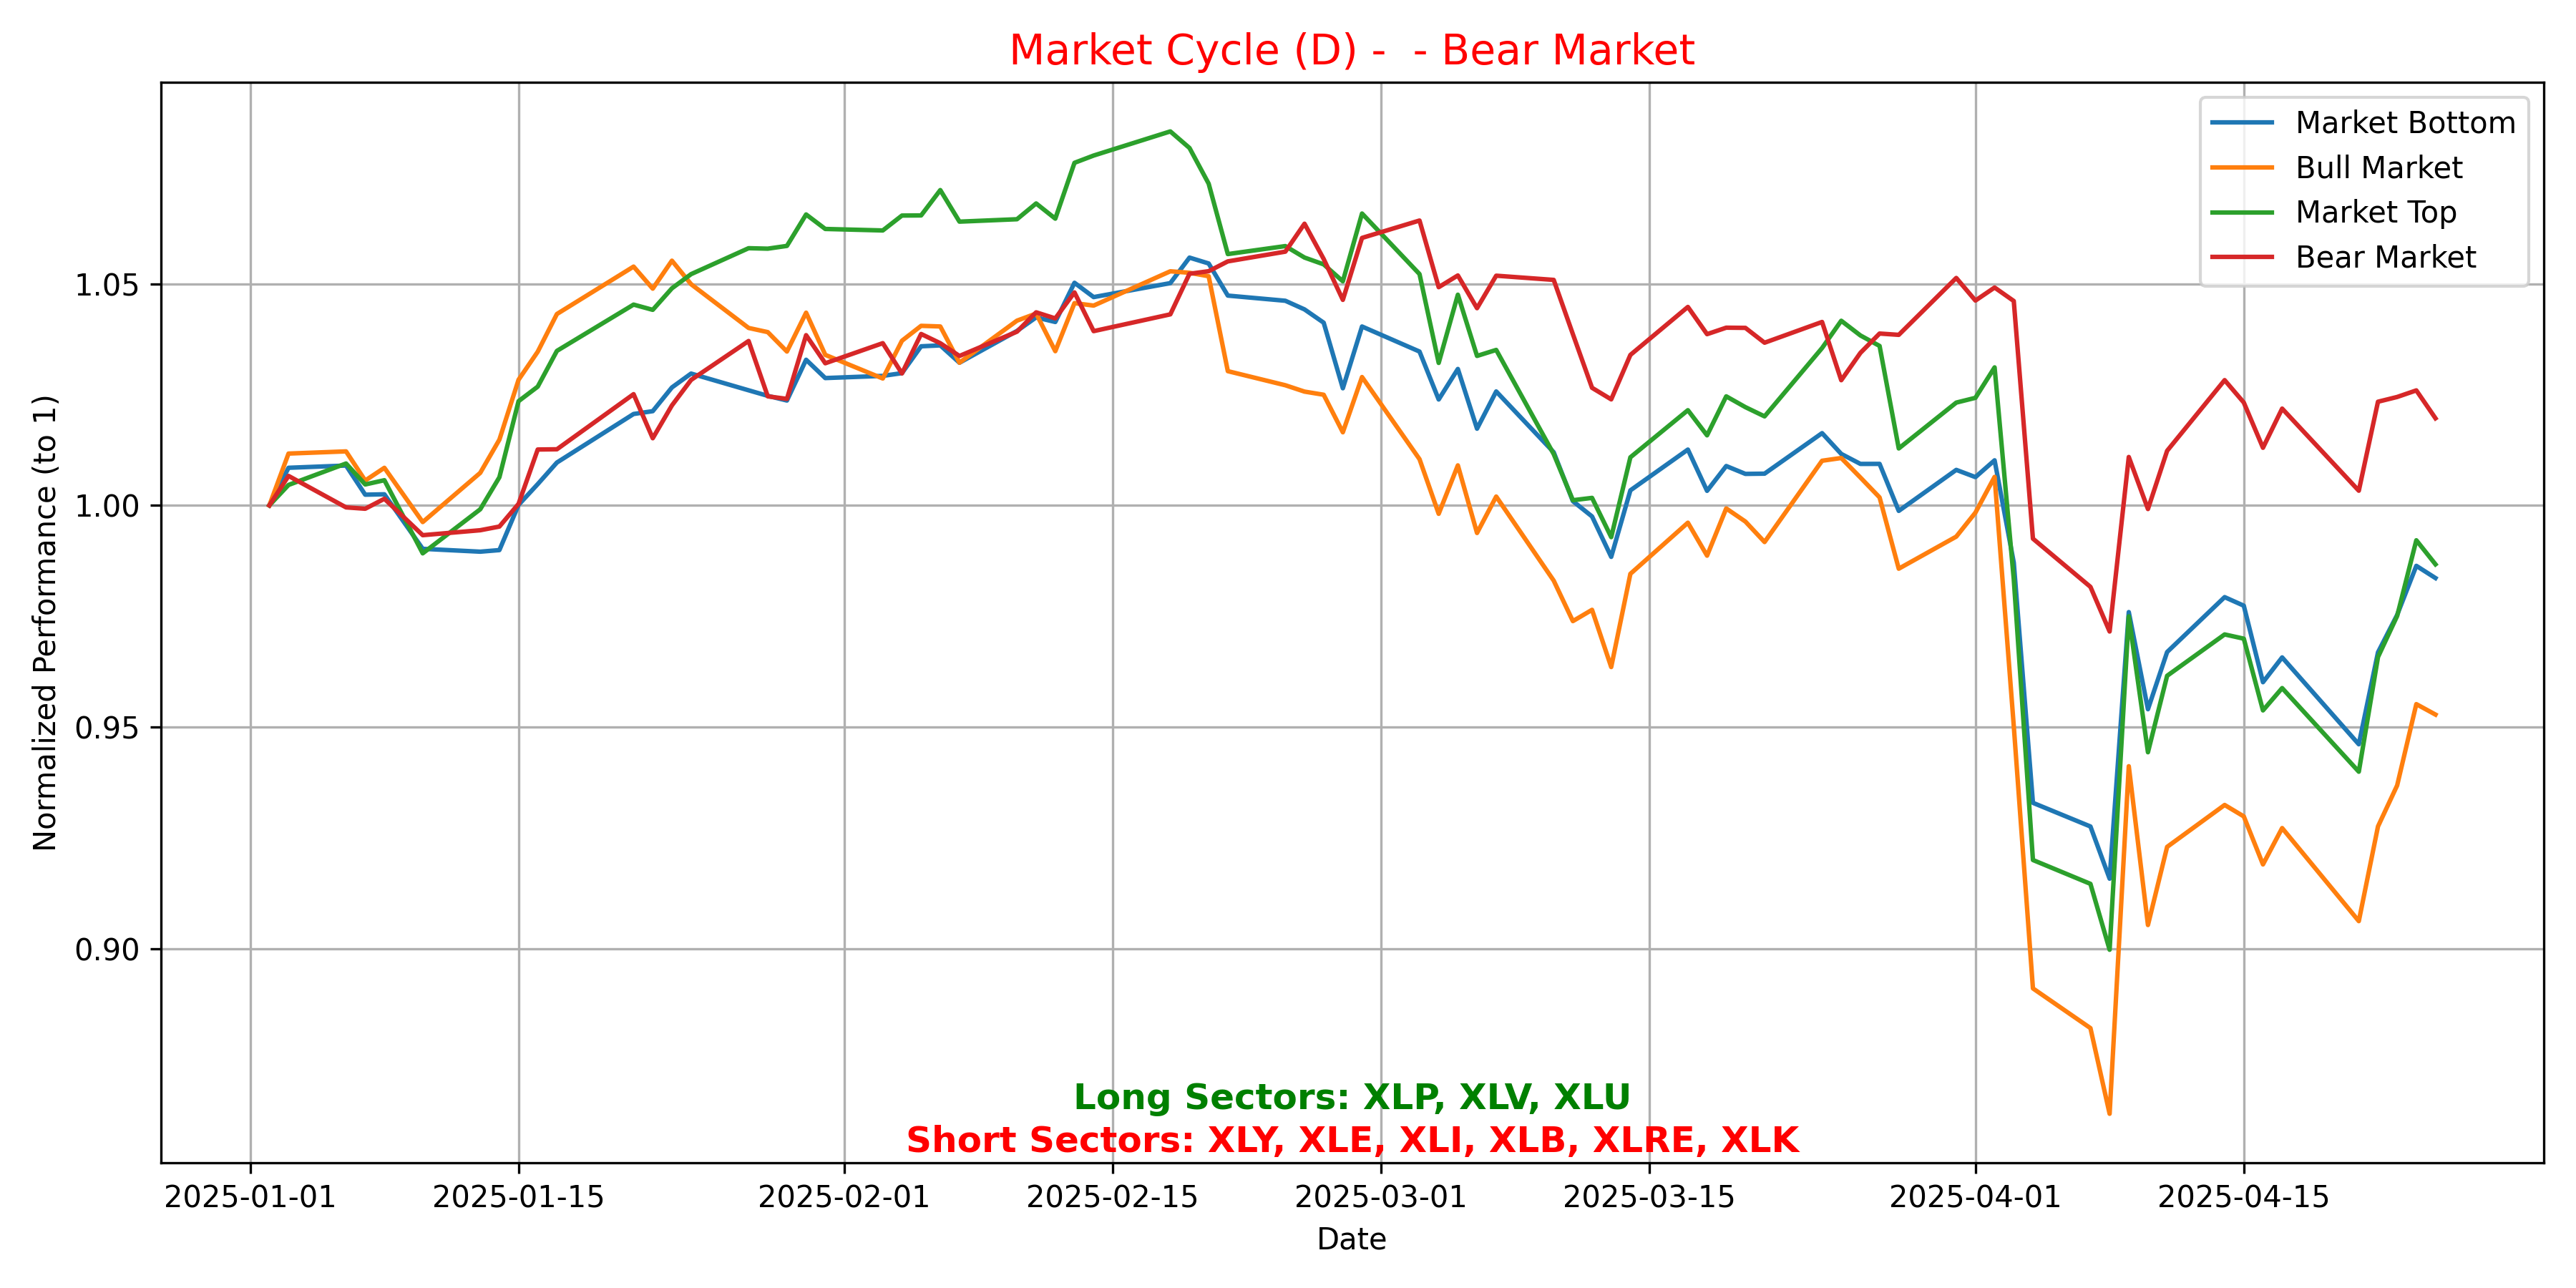 Market Cycle (D) -  - Bear Market
Market Bottom
Bull Market
Market Top
Bear Market
Normalized Performance (to 1)
1.05
1.00
0.95
0.90
Long Sectors: XLP, XLV, XLU
Short Sectors: XLY, XLE, XLI, XLB, XLRE, XLK
2025-01-01 2025-01-15 2025-02-01 2025-02-15 2025-03-01 2025-03-15 2025-04-01 2025-04-15
Date